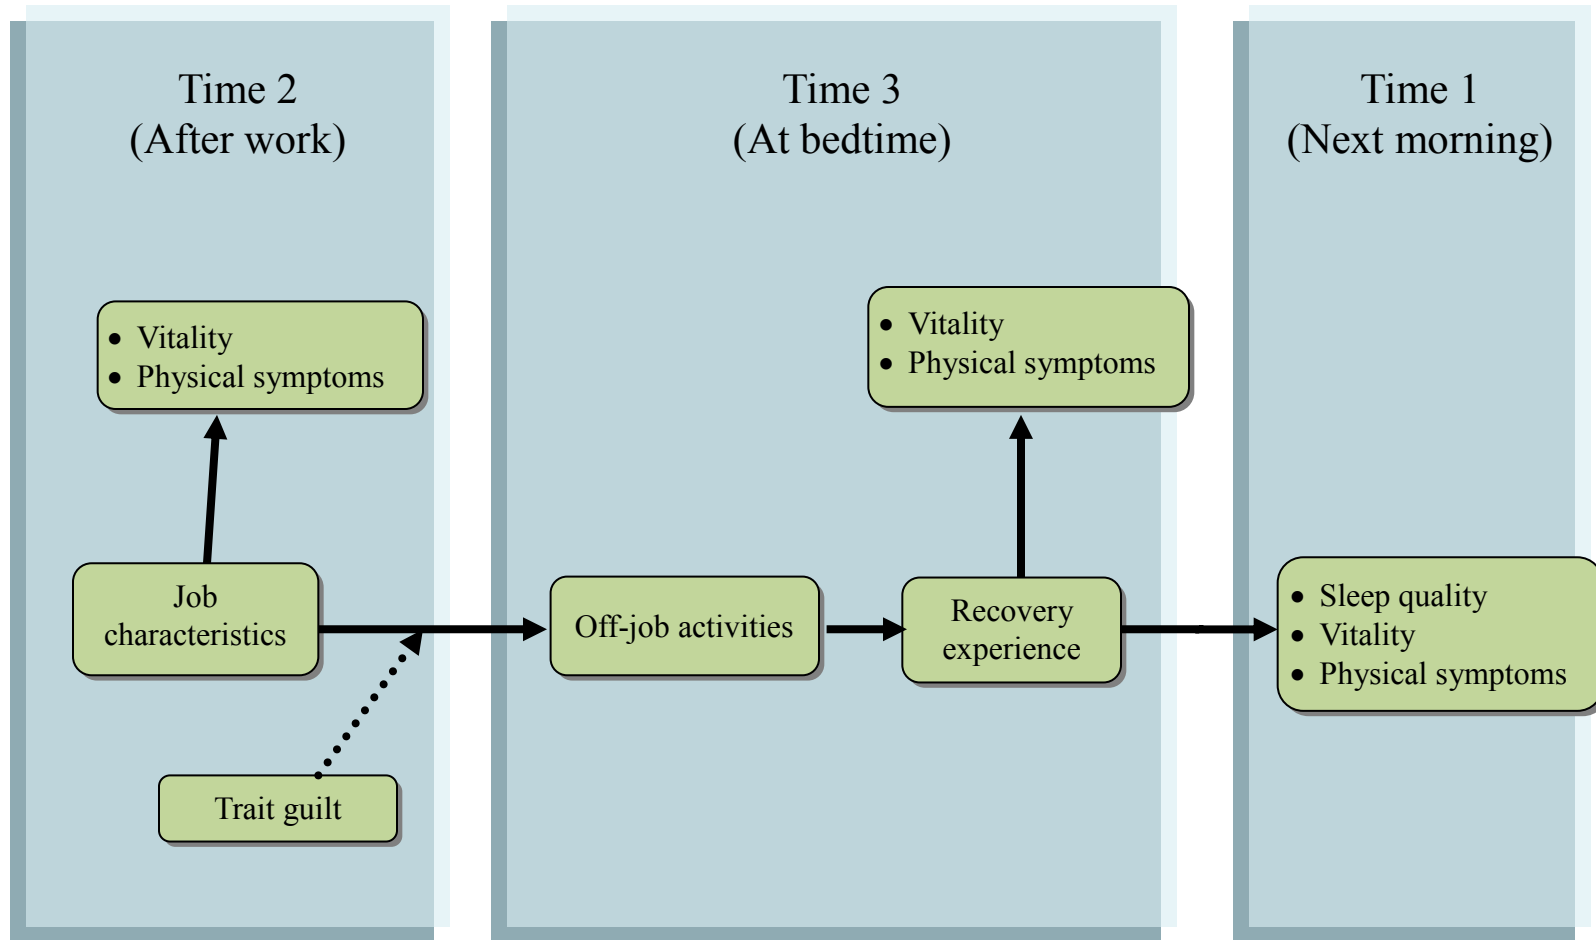 Time 2
(After work)
Time 3
(At bedtime)
Time 1
(Next morning)
• Vitality
• Physical symptoms
• Vitality
• Physical symptoms
Job
characteristics
Off-job activities
Recovery
experience
• Sleep quality
• Vitality
• Physical symptoms
Trait guilt